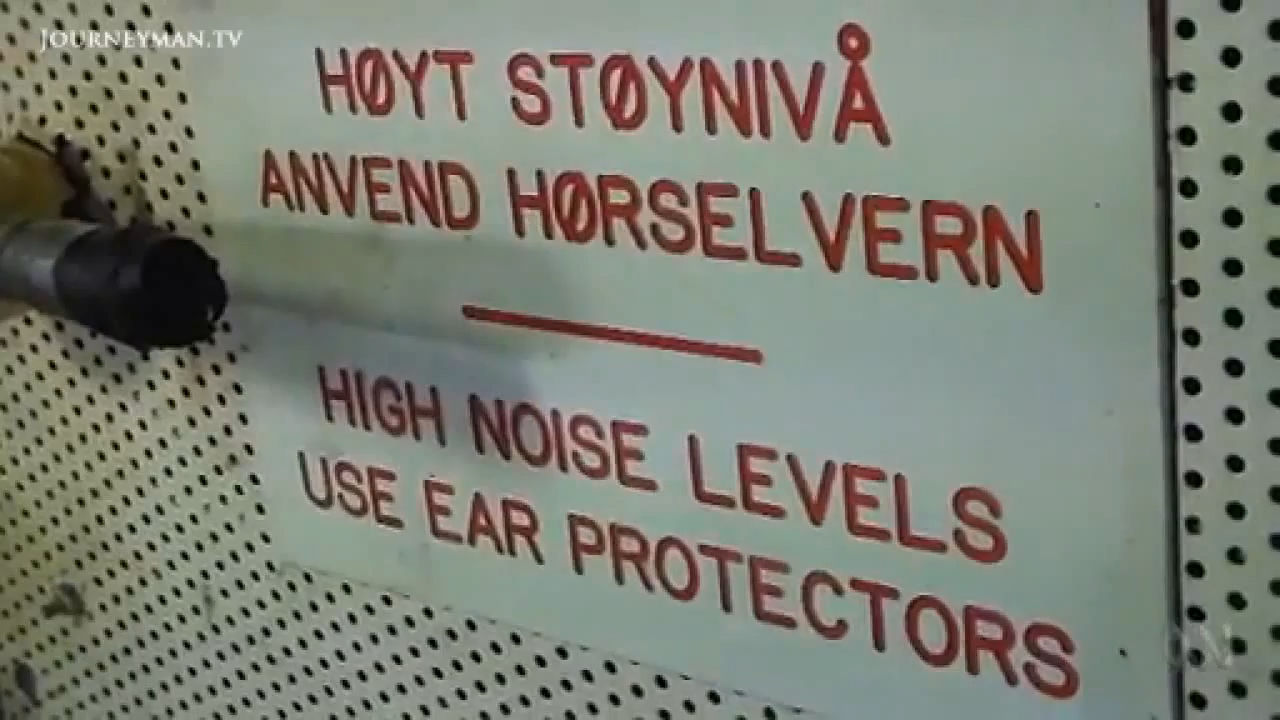 JOURNEYMAN.TV
HØYT STØYNIVÅ
ANVEND HØRSELVERN
HIGH NOISE LEVELS
USE EAR PROTECTORS